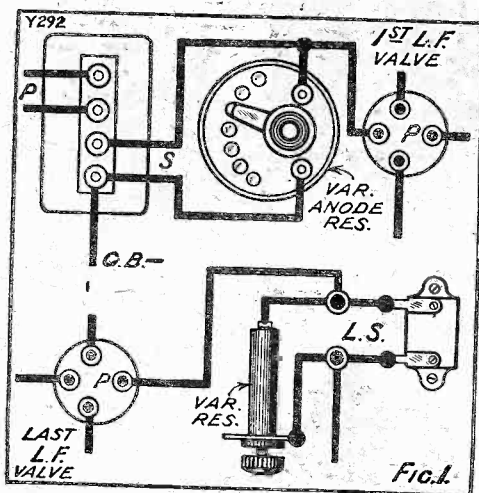 Y292
1ST L.F.
VALVE
P
P
S
VAR.
ANODE
RES.
G.B.-
L.S.
P
VAR.
RES.
LAST
L.F.
VALVE
FIG.1.